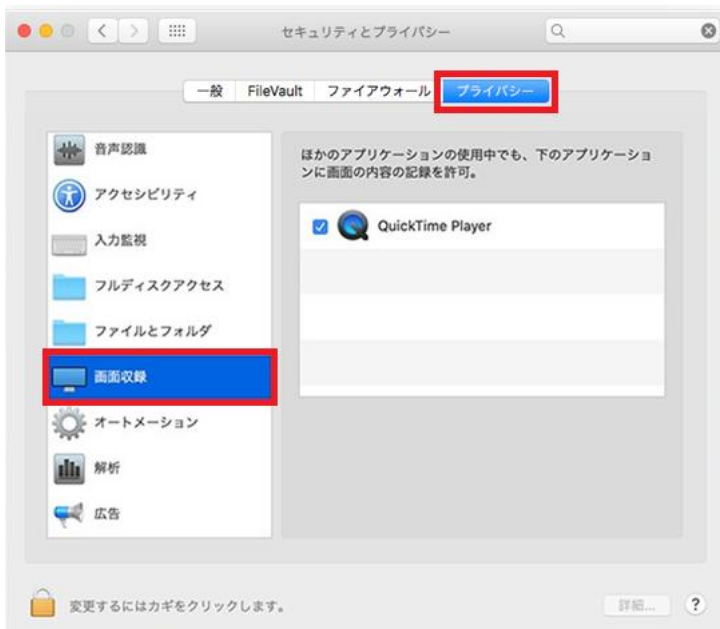 セキュリティとプライバシー
一般
FileVault
ファイアウォール
プライバシー
音声認識
アクセシビリティ
入力監視
フルディスクアクセス
ファイルとフォルダ
画面収録
オートメーション
解析
広告
ほかのアプリケーションの使用中でも、下のアプリケーショ
ンに画面の内容の記録を許可。
QuickTime Player
変更するにはカギをクリックします。
詳細...
?